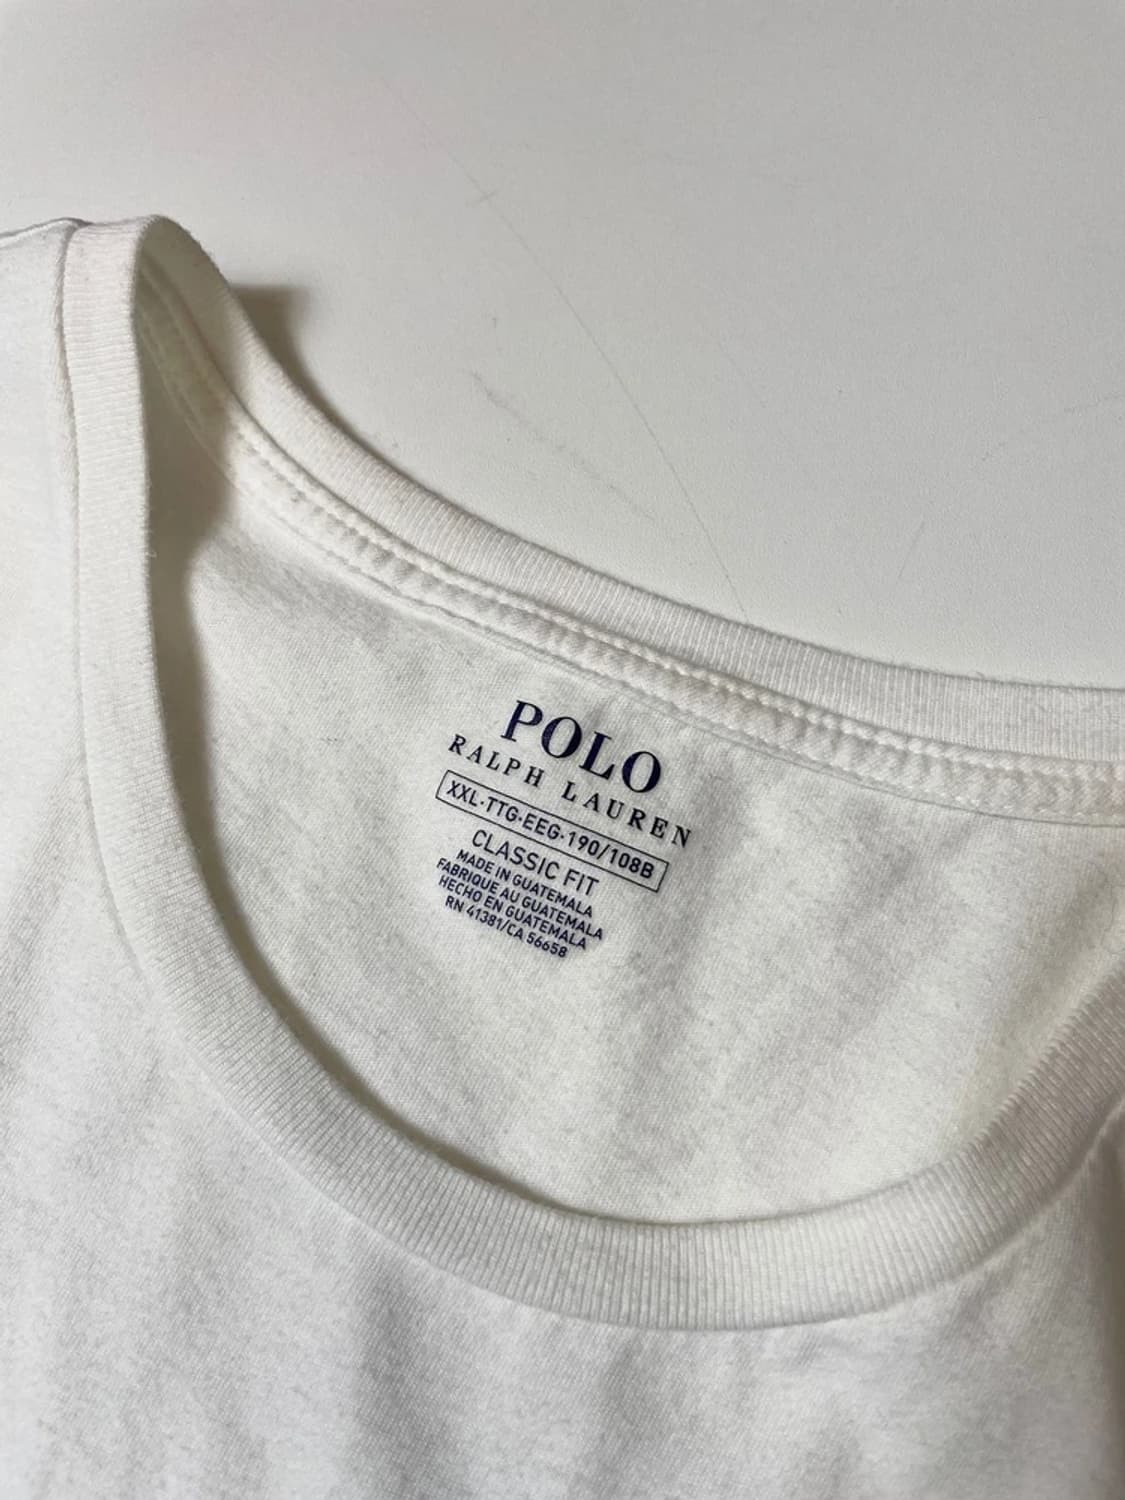 POLO
RALPH LAUREN
XXL·TTG·EEG·190/108B
CLASSIC FIT
MADE IN GUATEMALA
FABRIQUE AU GUATEMALA
HECHO EN GUATEMALA
RN 41381/CA 56658